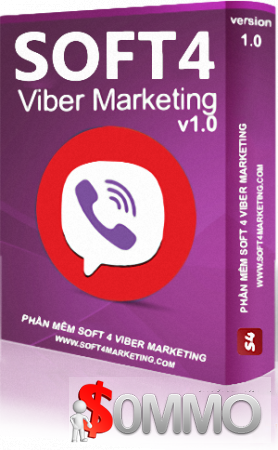 SOFT4
Viber Marketing
v1.0
PHẦN MỀM SOFT 4 VIBER MARKETING
WWW.SOFT4MARKETING.COM
version
1.0
PHẦN MỀM SOFT 4 VIBER MARKETING
WWW.SOFT4MARKETING.COM
S4
$0MMO